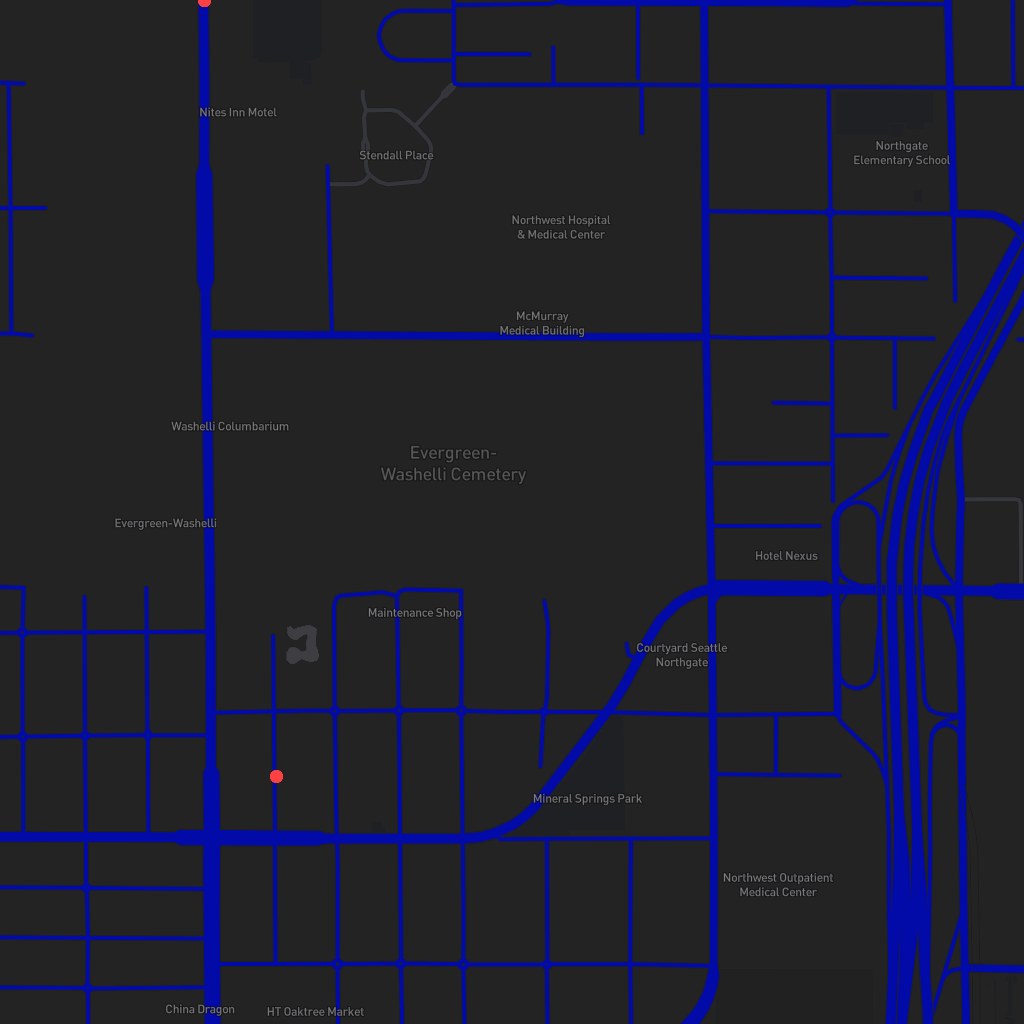 Nites Inn Motel
Stendall Place
Northgate
Elementary School
Northwest Hospital
& Medical Center
McMurray
Medical Building
Washelli Columbarium
Evergreen-
Washelli Cemetery
Evergreen-Washelli
Hotel Nexus
Maintenance Shop
Courtyard Seattle
Northgate
Mineral Springs Park
Northwest Outpatient
Medical Center
China Dragon
HT Oaktree Market